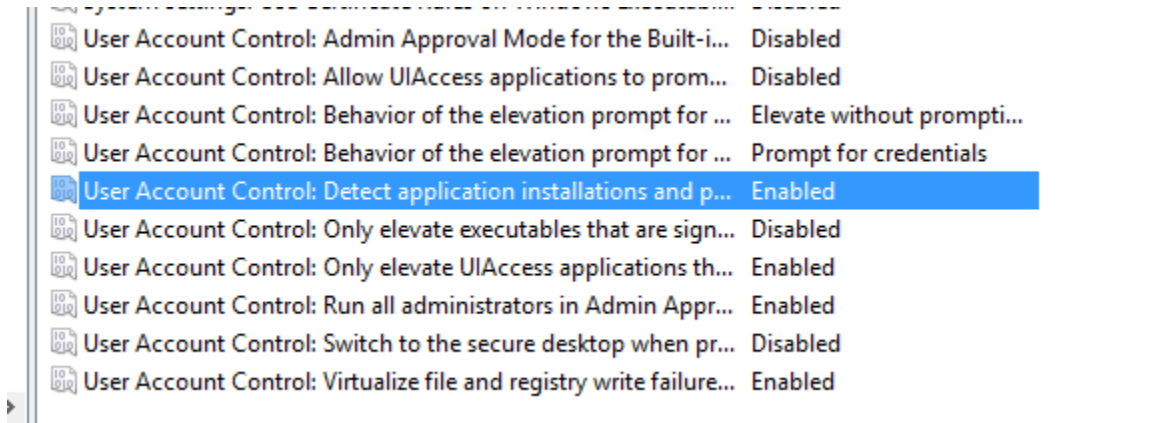 User Account Control: Admin Approval Mode for the Built-i... Disabled
User Account Control: Allow UIAccess applications to prom... Disabled
User Account Control: Behavior of the elevation prompt for ... Elevate without prompti...
User Account Control: Behavior of the elevation prompt for ... Prompt for credentials
User Account Control: Detect application installations and p... Enabled
User Account Control: Only elevate executables that are sign... Disabled
User Account Control: Only elevate UIAccess applications th... Enabled
User Account Control: Run all administrators in Admin Appr... Enabled
User Account Control: Switch to the secure desktop when pr... Disabled
User Account Control: Virtualize file and registry write failure... Enabled